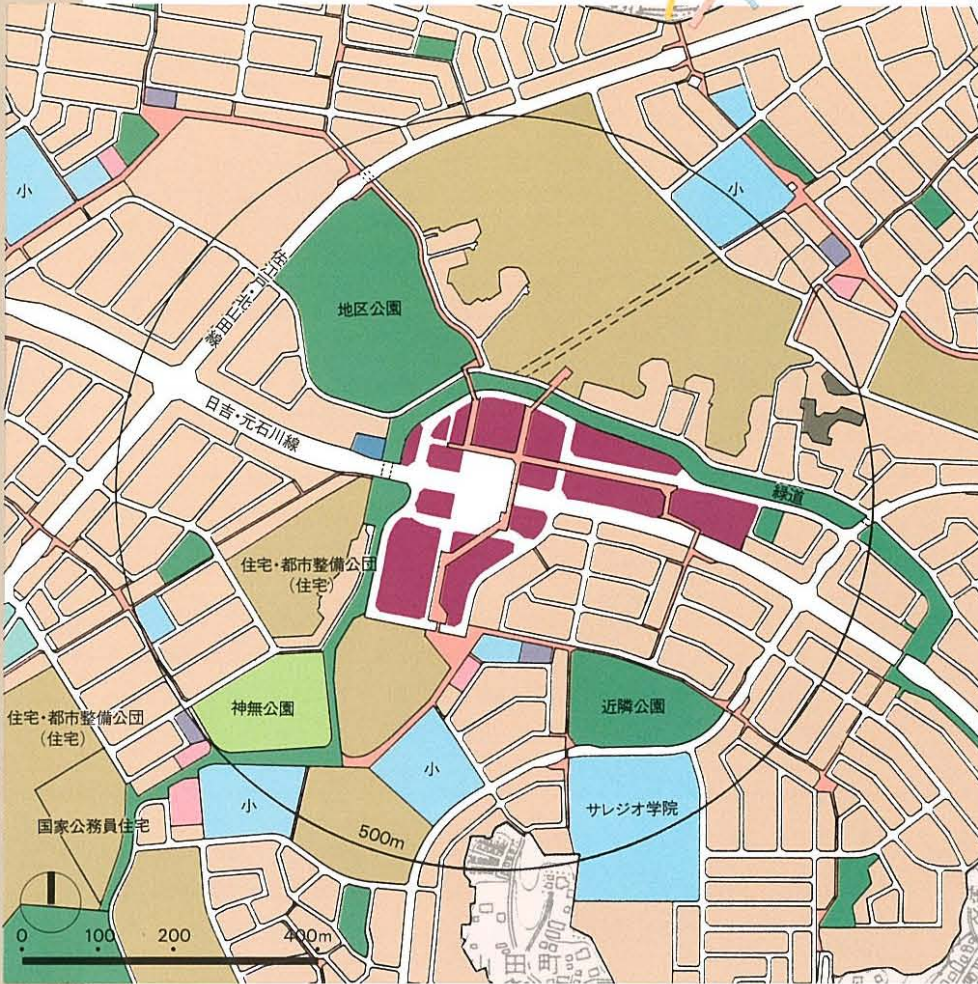 小
小
地区公園
佐江戸・北山田線
日吉・元石川線
緑道
住宅・都市整備公団
(住宅)
神無公園
近隣公園
住宅・都市整備公団
(住宅)
小
小
サレジオ学院
国家公務員住宅
500m
0 100 200 400m